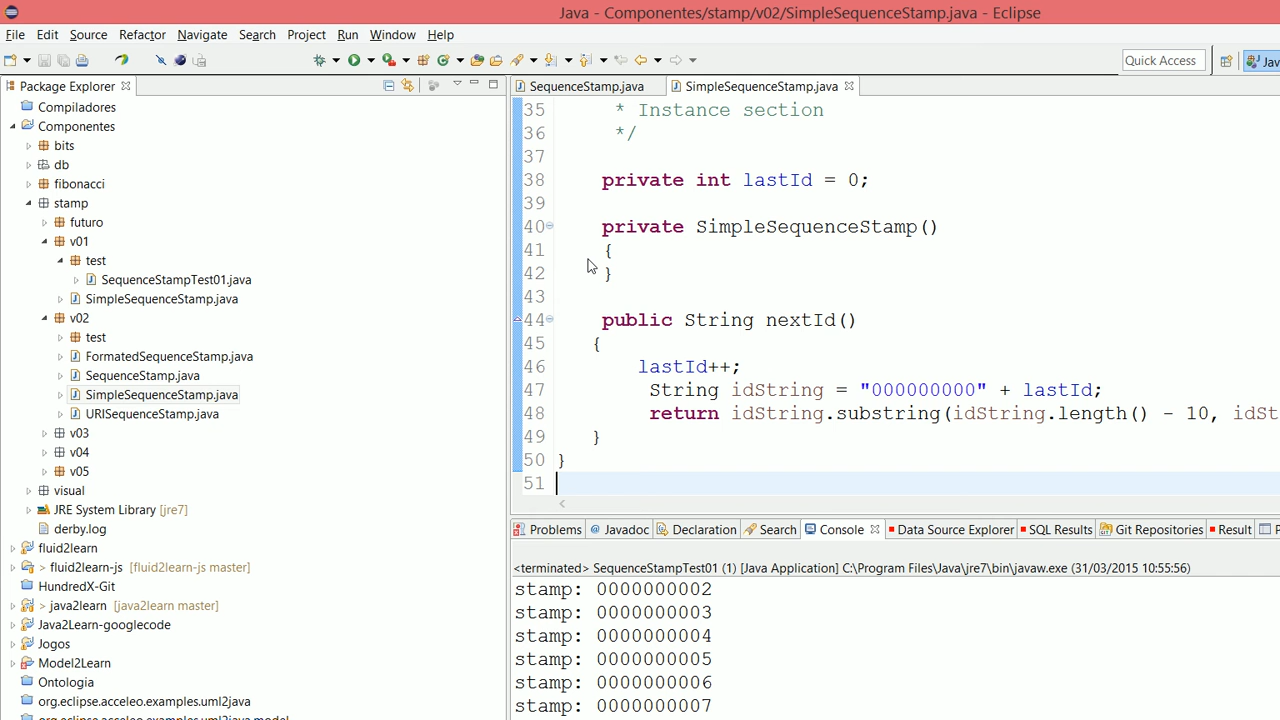 Java - Componentes/stamp/v02/SimpleSequenceStamp.java - Eclipse
File Edit Source Refactor Navigate Search Project Run Window Help
Quick Access
Jav
Package Explorer
Compiladores
Componentes
bits
db
fibonacci
stamp
futuro
v01
test
SequenceStampTest01.java
SimpleSequenceStamp.java
v02
test
FormatedSequenceStamp.java
SequenceStamp.java
SimpleSequenceStamp.java
URISequenceStamp.java
v03
v04
v05
visual
JRE System Library [jre7]
derby.log
fluid2learn
> fluid2learn-js [fluid2learn-js master]
HundredX-Git
> java2learn [java2learn master]
Java2Learn-googlecode
Jogos
Model2Learn
Ontologia
org.eclipse.acceleo.examples.uml2java
org.eclipse.acceleo.examples.uml2java.model
SequenceStamp.java SimpleSequenceStamp.java
35 * Instance section
36 */
37
38 private int lastId = 0;
39
40 private SimpleSequenceStamp()
41 {
42 }
43
44 public String nextId()
45 {
46 lastId++;
47 String idString = "000000000" + lastId;
48 return idString.substring(idString.length() - 10, idSt
49 }
50 }
51
Problems @ Javadoc Declaration Search Console Data Source Explorer SQL Results Git Repositories Result P
<terminated> SequenceStampTest01 (1) [Java Application] C:\Program Files\Java\jre7\bin\javaw.exe (31/03/2015 10:55:56)
stamp: 0000000002
stamp: 0000000003
stamp: 0000000004
stamp: 0000000005
stamp: 0000000006
stamp: 0000000007